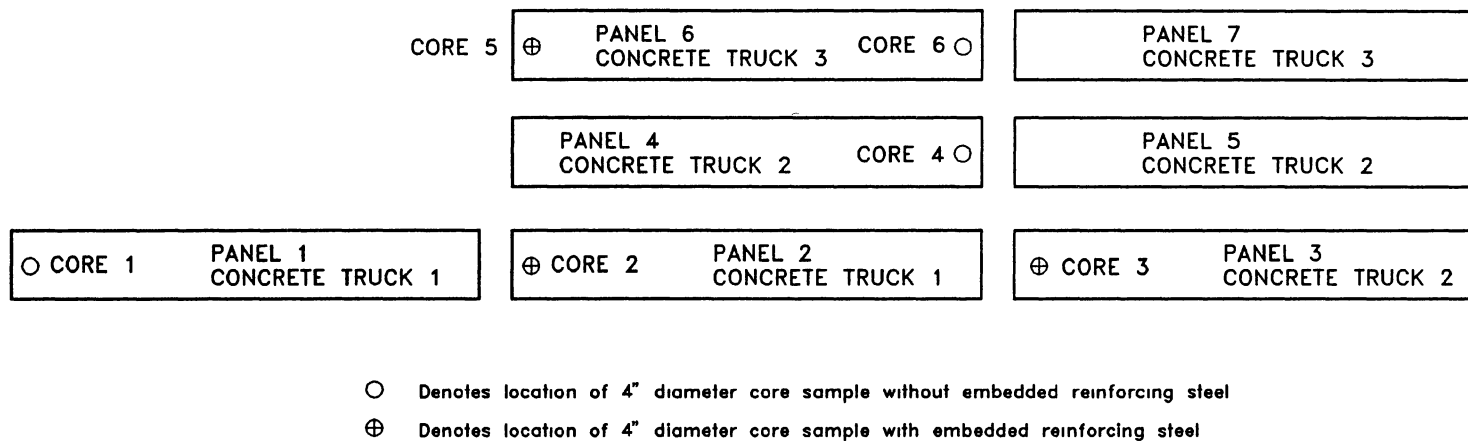 CORE 5
PANEL 6
CONCRETE TRUCK 3
CORE 6
PANEL 7
CONCRETE TRUCK 3
PANEL 4
CONCRETE TRUCK 2
CORE 4
PANEL 5
CONCRETE TRUCK 2
CORE 1
PANEL 1
CONCRETE TRUCK 1
CORE 2
PANEL 2
CONCRETE TRUCK 1
CORE 3
PANEL 3
CONCRETE TRUCK 2
Denotes location of 4" diameter core sample without embedded reinforcing steel
Denotes location of 4" diameter core sample with embedded reinforcing steel